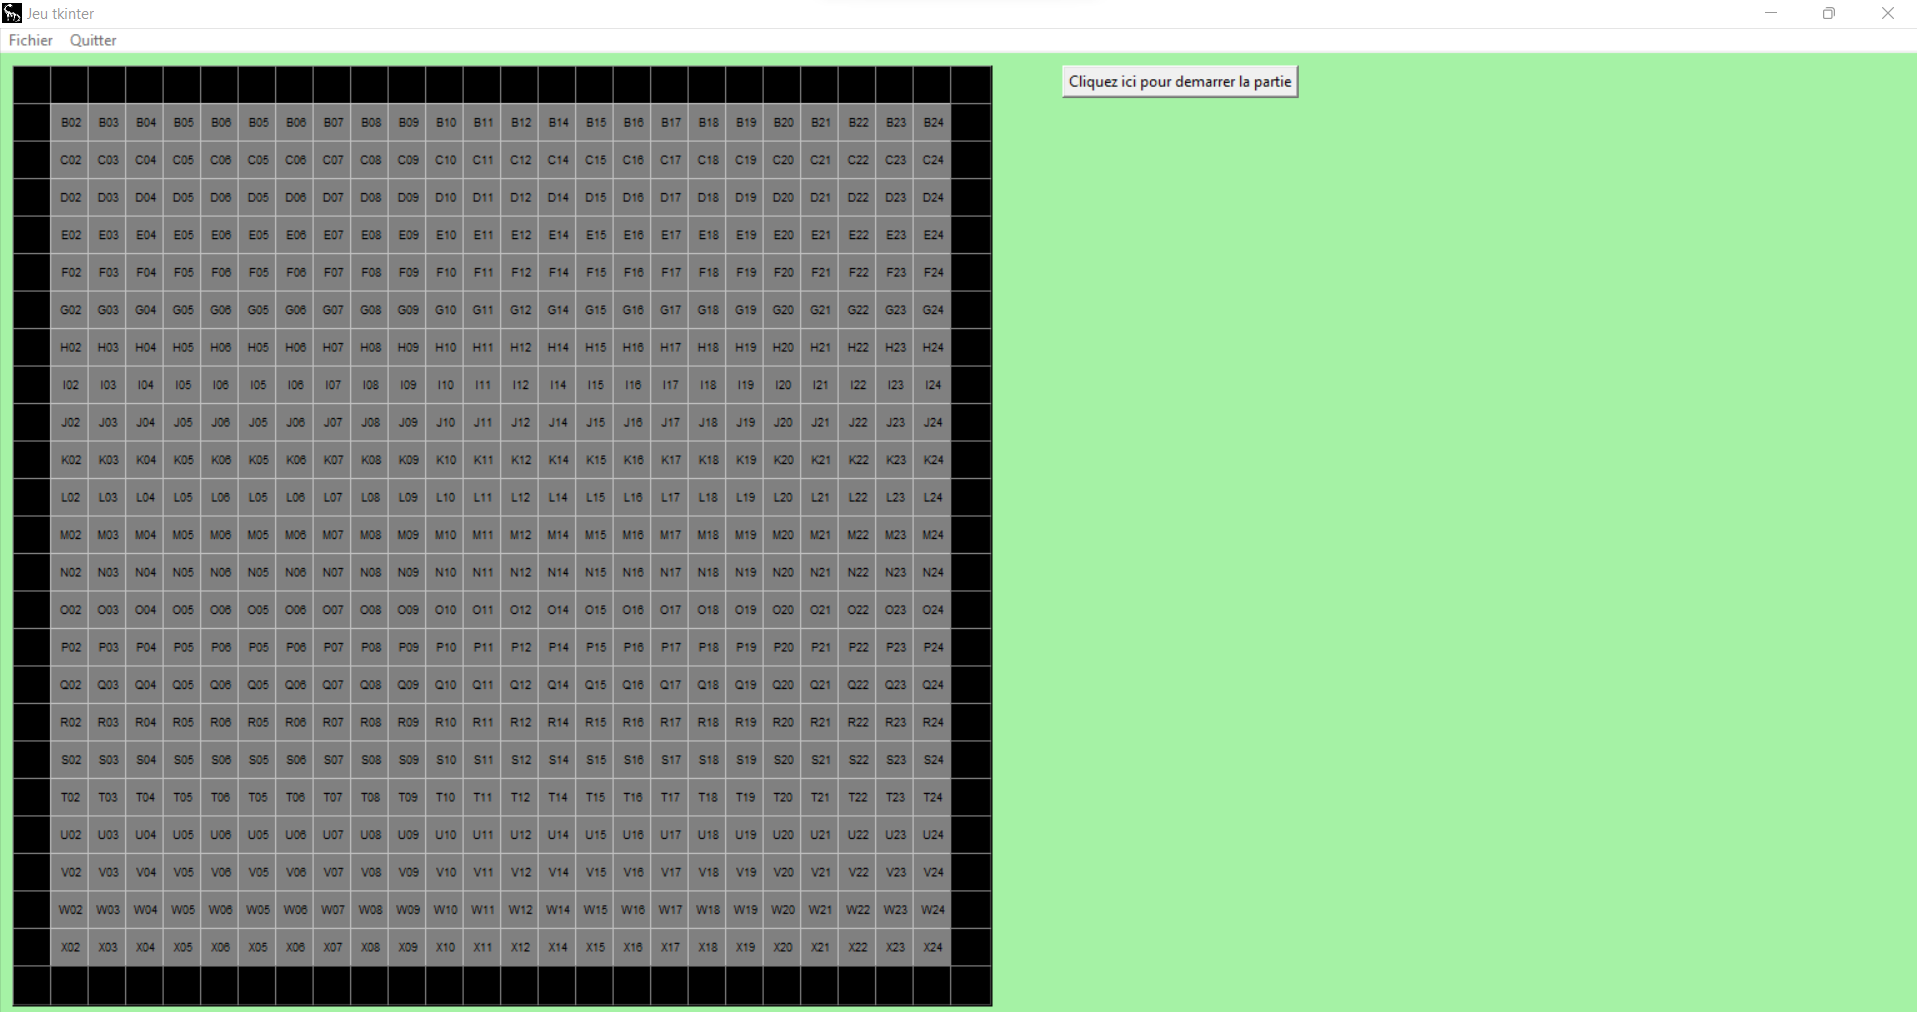 Jeu tkinter
Fichier Quitter
Cliquez ici pour demarrer la partie
B02 B03 B04 B05 B06 B05 B06 B07 B08 B09 B10 B11 B12 B14 B15 B16 B17 B18 B19 B20 B21 B22 B23 B24
C02 C03 C04 C05 C06 C05 C06 C07 C08 C09 C10 C11 C12 C14 C15 C16 C17 C18 C19 C20 C21 C22 C23 C24
D02 D03 D04 D05 D06 D05 D06 D07 D08 D09 D10 D11 D12 D14 D15 D16 D17 D18 D19 D20 D21 D22 D23 D24
E02 E03 E04 E05 E06 E05 E06 E07 E08 E09 E10 E11 E12 E14 E15 E16 E17 E18 E19 E20 E21 E22 E23 E24
F02 F03 F04 F05 F06 F05 F06 F07 F08 F09 F10 F11 F12 F14 F15 F16 F17 F18 F19 F20 F21 F22 F23 F24
G02 G03 G04 G05 G06 G05 G06 G07 G08 G09 G10 G11 G12 G14 G15 G16 G17 G18 G19 G20 G21 G22 G23 G24
H02 H03 H04 H05 H06 H05 H06 H07 H08 H09 H10 H11 H12 H14 H15 H16 H17 H18 H19 H20 H21 H22 H23 H24
I02 I03 I04 I05 I06 I05 I06 I07 I08 I09 I10 I11 I12 I14 I15 I16 I17 I18 I19 I20 I21 I22 I23 I24
J02 J03 J04 J05 J06 J05 J06 J07 J08 J09 J10 J11 J12 J14 J15 J16 J17 J18 J19 J20 J21 J22 J23 J24
K02 K03 K04 K05 K06 K05 K06 K07 K08 K09 K10 K11 K12 K14 K15 K16 K17 K18 K19 K20 K21 K22 K23 K24
L02 L03 L04 L05 L06 L05 L06 L07 L08 L09 L10 L11 L12 L14 L15 L16 L17 L18 L19 L20 L21 L22 L23 L24
M02 M03 M04 M05 M06 M05 M06 M07 M08 M09 M10 M11 M12 M14 M15 M16 M17 M18 M19 M20 M21 M22 M23 M24
N02 N03 N04 N05 N06 N05 N06 N07 N08 N09 N10 N11 N12 N14 N15 N16 N17 N18 N19 N20 N21 N22 N23 N24
O02 O03 O04 O05 O06 O05 O06 O07 O08 O09 O10 O11 O12 O14 O15 O16 O17 O18 O19 O20 O21 O22 O23 O24
P02 P03 P04 P05 P06 P05 P06 P07 P08 P09 P10 P11 P12 P14 P15 P16 P17 P18 P19 P20 P21 P22 P23 P24
Q02 Q03 Q04 Q05 Q06 Q05 Q06 Q07 Q08 Q09 Q10 Q11 Q12 Q14 Q15 Q16 Q17 Q18 Q19 Q20 Q21 Q22 Q23 Q24
R02 R03 R04 R05 R06 R05 R06 R07 R08 R09 R10 R11 R12 R14 R15 R16 R17 R18 R19 R20 R21 R22 R23 R24
S02 S03 S04 S05 S06 S05 S06 S07 S08 S09 S10 S11 S12 S14 S15 S16 S17 S18 S19 S20 S21 S22 S23 S24
T02 T03 T04 T05 T06 T05 T06 T07 T08 T09 T10 T11 T12 T14 T15 T16 T17 T18 T19 T20 T21 T22 T23 T24
U02 U03 U04 U05 U06 U05 U06 U07 U08 U09 U10 U11 U12 U14 U15 U16 U17 U18 U19 U20 U21 U22 U23 U24
V02 V03 V04 V05 V06 V05 V06 V07 V08 V09 V10 V11 V12 V14 V15 V16 V17 V18 V19 V20 V21 V22 V23 V24
W02 W03 W04 W05 W06 W05 W06 W07 W08 W09 W10 W11 W12 W14 W15 W16 W17 W18 W19 W20 W21 W22 W23 W24
X02 X03 X04 X05 X06 X05 X06 X07 X08 X09 X10 X11 X12 X14 X15 X16 X17 X18 X19 X20 X21 X22 X23 X24